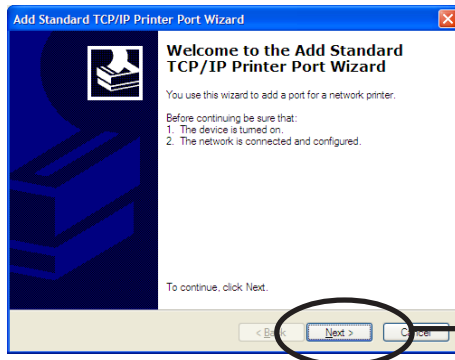 Add Standard TCP/IP Printer Port Wizard
Welcome to the Add Standard
TCP/IP Printer Port Wizard
You use this wizard to add a port for a network printer.
Before continuing be sure that:
1. The device is turned on.
2. The network is connected and configured.
To continue, click Next.
< Back Next > Cancel